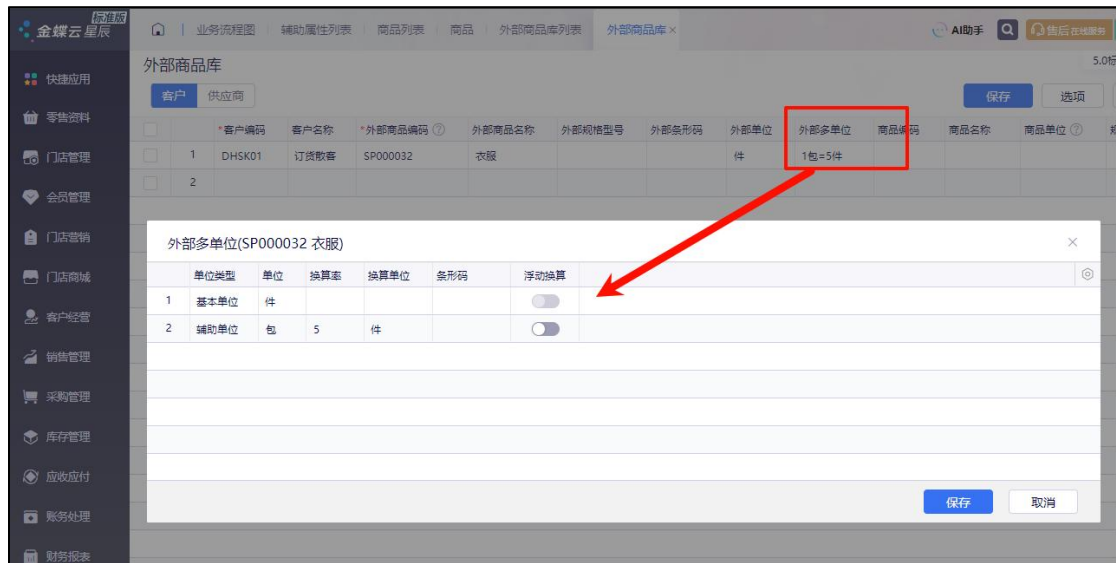 标准版
金蝶云 星辰
业务流程图 辅助属性列表 商品列表 商品 外部商品库列表 外部商品库 ×
AI助手 售后在线服务
外部商品库
客户 供应商
保存 选项
*客户编码 客户名称 *外部商品编码 外部商品名称 外部规格型号 外部条形码 外部单位 外部多单位 商品编码 商品名称 商品单位
1 DHSK01 订货散客 SP000032 衣服 件 1包=5件
2
快捷应用
零售资料
门店管理
会员管理
门店营销
门店商城
客户经营
销售管理
采购管理
库存管理
应收应付
账务处理
财务报表
外部多单位(SP000032 衣服)
单位类型 单位 换算率 换算单位 条形码 浮动换算
1 基本单位 件
2 辅助单位 包 5 件
保存 取消